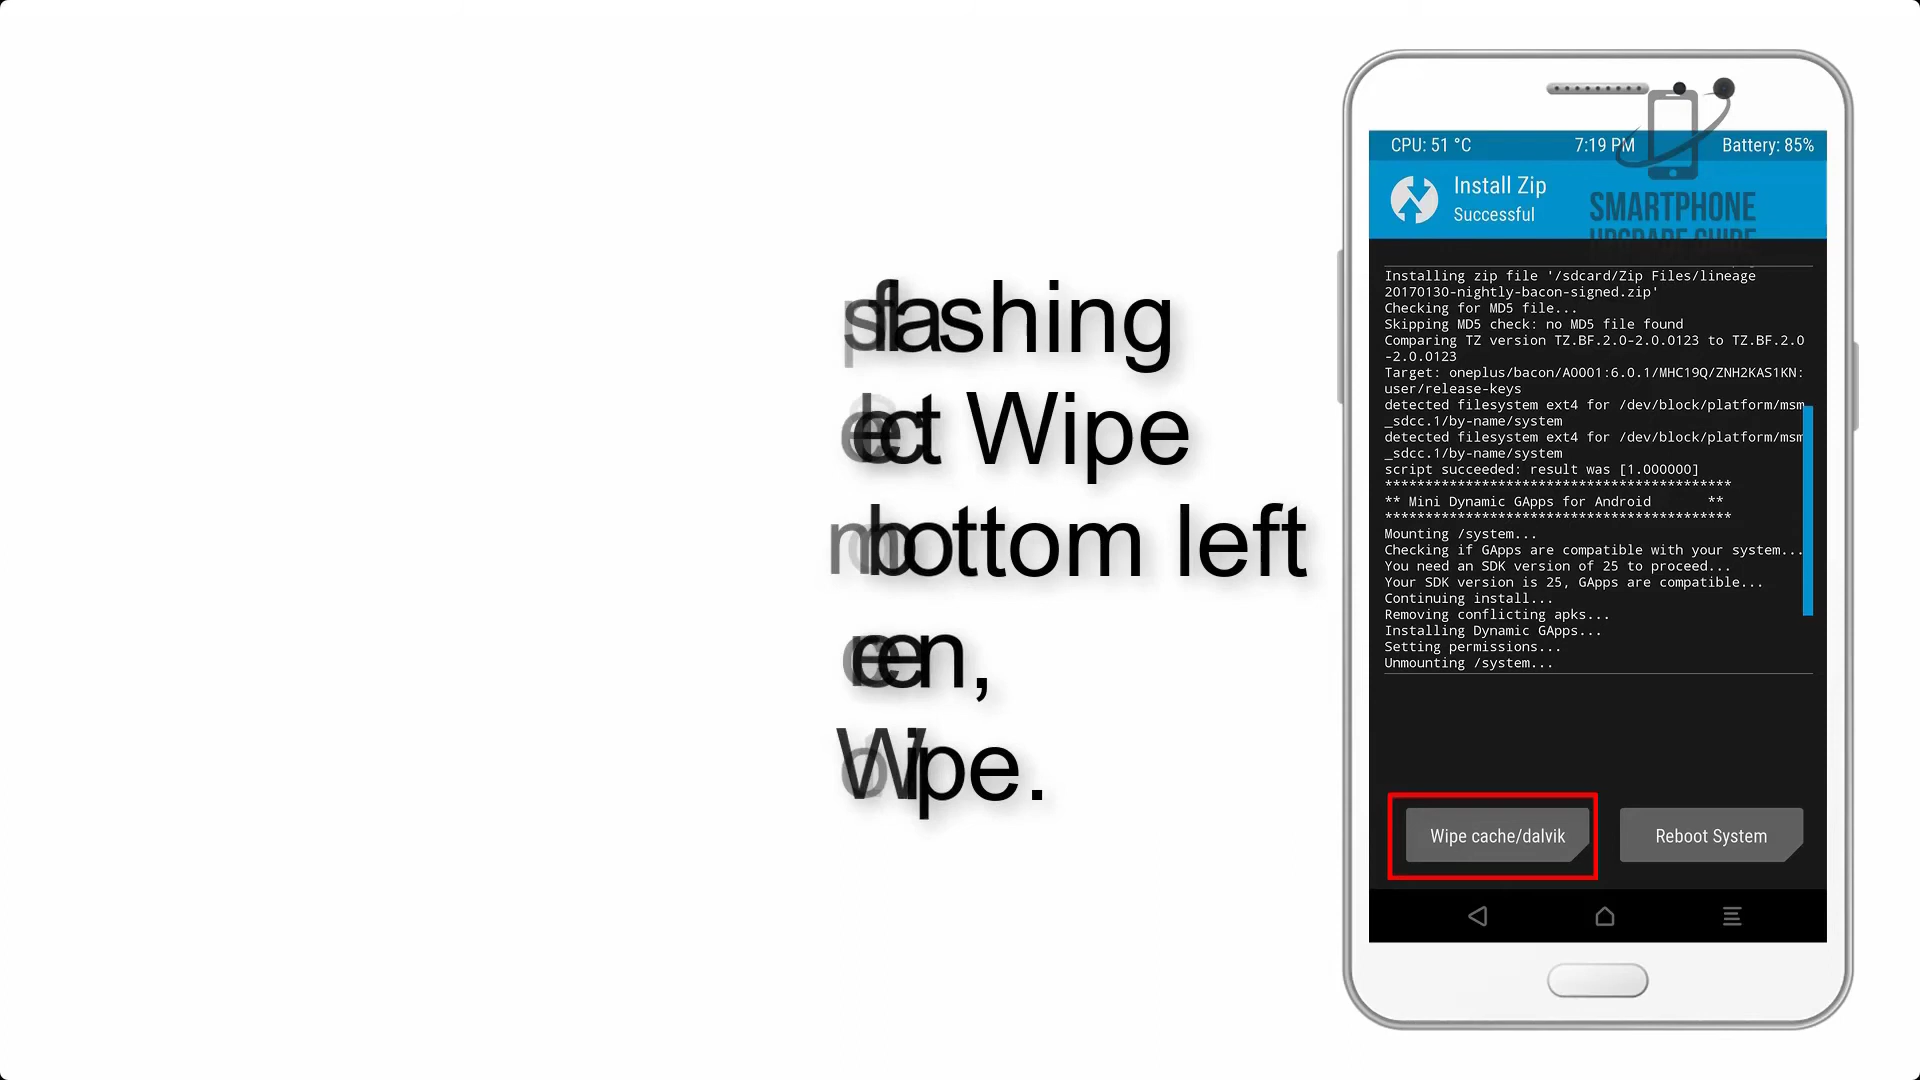 flashing
Wipe
bottom left
Wipe.
CPU: 51 °C
7:19 PM
Battery: 85%
Install Zip
Successful
SMARTPHONE
UPGRADE GUIDE
Installing zip file '/sdcard/Zip Files/lineage
20170130-nightly-bacon-signed.zip'
Checking for MD5 file...
Skipping MD5 check: no MD5 file found
Comparing TZ version TZ.BF.2.0-2.0.0123 to TZ.BF.2.0
-2.0.0123
Target: oneplus/bacon/A0001:6.0.1/MHC19Q/ZNH2KAS1KN:
user/release-keys
detected filesystem ext4 for /dev/block/platform/msm
_sdcc.1/by-name/system
detected filesystem ext4 for /dev/block/platform/msm
_sdcc.1/by-name/system
script succeeded: result was [1.000000]
******************************************
** Mini Dynamic GApps for Android **
******************************************
Mounting /system...
Checking if GApps are compatible with your system...
You need an SDK version of 25 to proceed...
Your SDK version is 25, GApps are compatible...
Continuing install...
Removing conflicting apks...
Installing Dynamic GApps...
Setting permissions...
Unmounting /system...
Wipe cache/dalvik
Reboot System